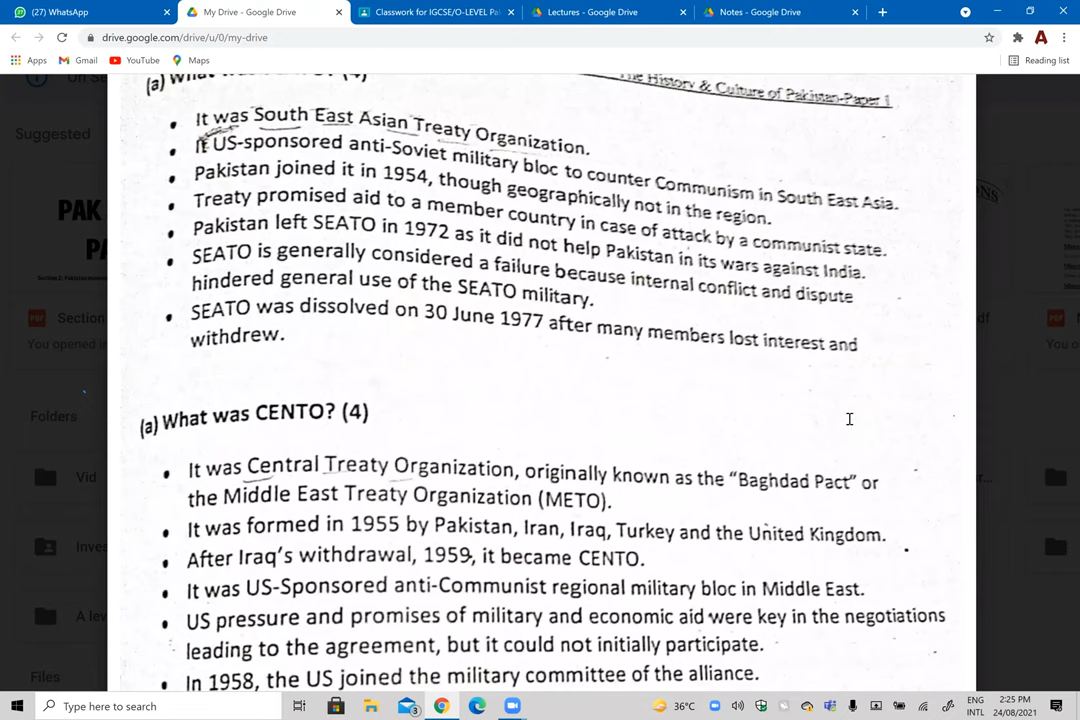 (27) WhatsApp
My Drive - Google Drive
Classwork for IGCSE/O-LEVEL Pa
Lectures - Google Drive
Notes - Google Drive
drive.google.com/drive/u/0/my-drive
Apps
Gmail
YouTube
Maps
Reading list
Suggested
The History & Culture of Pakistan-Paper 1
• It was South East Asian Treaty Organization.
• It US-sponsored anti-Soviet military bloc to counter Communism in South East Asia.
• Pakistan joined it in 1954, though geographically not in the region.
• Treaty promised aid to a member country in case of attack by a communist state.
• Pakistan left SEATO in 1972 as it did not help Pakistan in its wars against India.
• SEATO is generally considered a failure because internal conflict and dispute
hindered general use of the SEATO military.
• SEATO was dissolved on 30 June 1977 after many members lost interest and
withdrew.
(a) What was CENTO? (4)
• It was Central Treaty Organization, originally known as the “Baghdad Pact” or
the Middle East Treaty Organization (METO).
• It was formed in 1955 by Pakistan, Iran, Iraq, Turkey and the United Kingdom.
• After Iraq's withdrawal, 1959, it became CENTO.
• It was US-Sponsored anti-Communist regional military bloc in Middle East.
• US pressure and promises of military and economic aid were key in the negotiations
leading to the agreement, but it could not initially participate.
• In 1958, the US joined the military committee of the alliance.
PAK
PA
PDF
Section
You opened i
Folders
Vid
Inves
A leve
Files
Type here to search
3
36°C
ENG
INTL
2:25 PM
24/08/2021